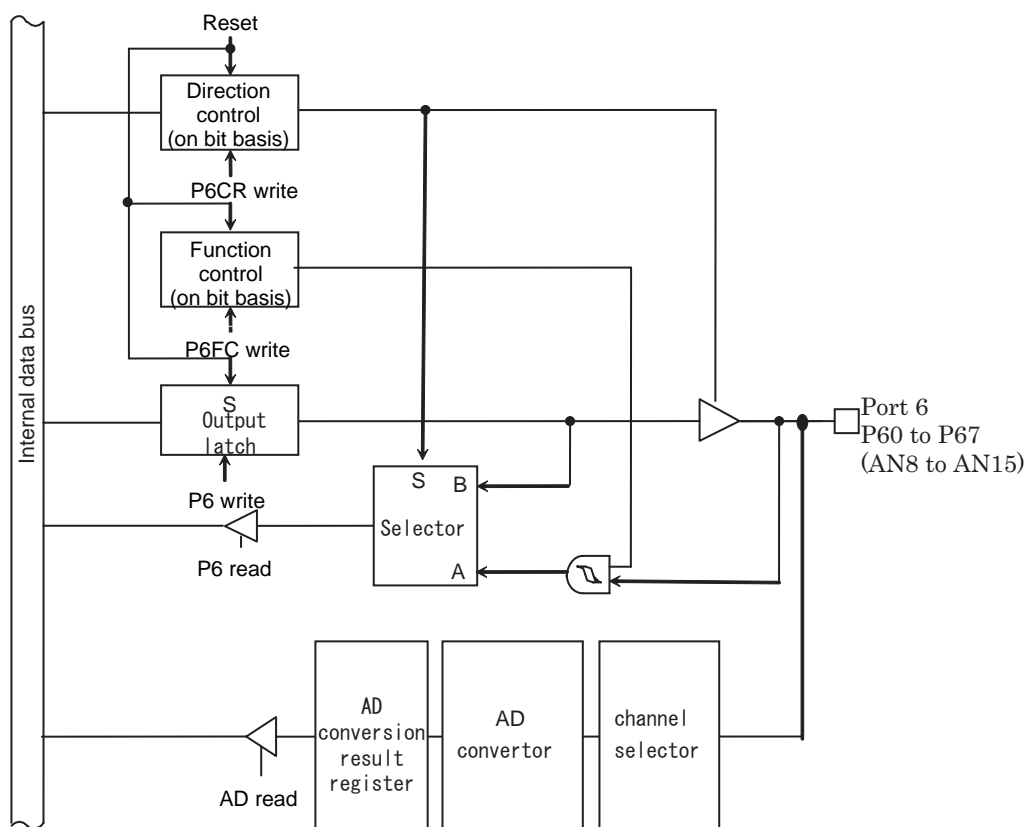 Reset
Direction
control
(on bit basis)
P6CR write
Function
control
(on bit basis)
P6FC write
Internal data bus
S
Output
latch
P6 write
Port 6
P60 to P67
(AN8 to AN15)
S
B
Selector
A
P6 read
AD
conversion
result
register
AD
convertor
channel
selector
AD read